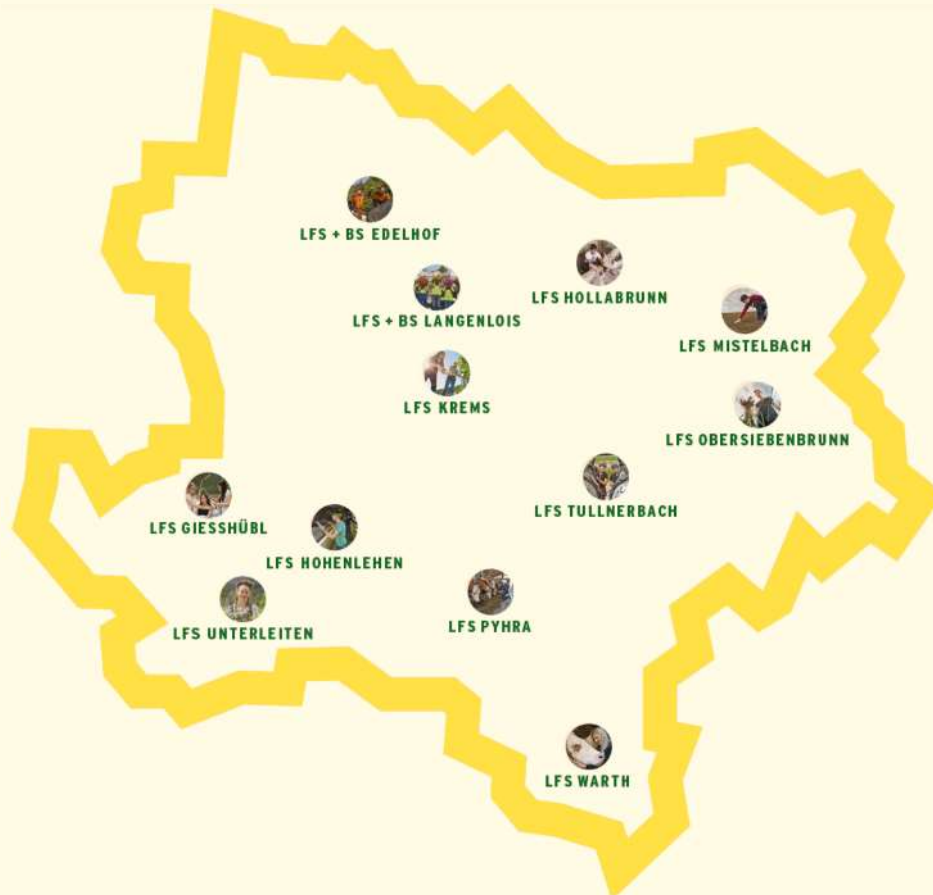 LFS + BS EDELHOF
LFS HOLLABRUNN
LFS + BS LANGENLOIS
LFS MISTELBACH
LFS KREMS
LFS OBERSIEBENBRUNN
LFS TULLNERBACH
LFS GIESSHÜBL
LFS HOHENLEHEN
LFS UNTERLEITEN
LFS PYHRA
LFS WARTH